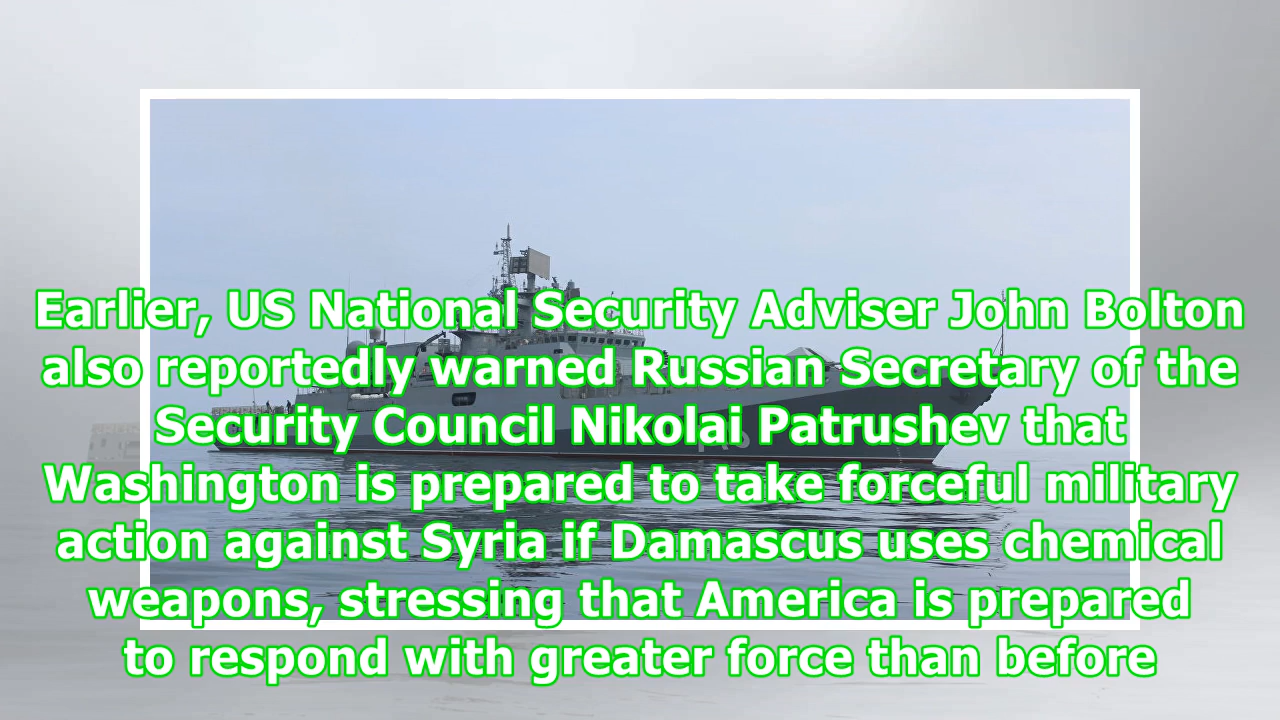 Earlier, US National Security Adviser John Bolton
also reportedly warned Russian Secretary of the
Security Council Nikolai Patrushev that
Washington is prepared to take forceful military
action against Syria if Damascus uses chemical
weapons, stressing that America is prepared
to respond with greater force than before